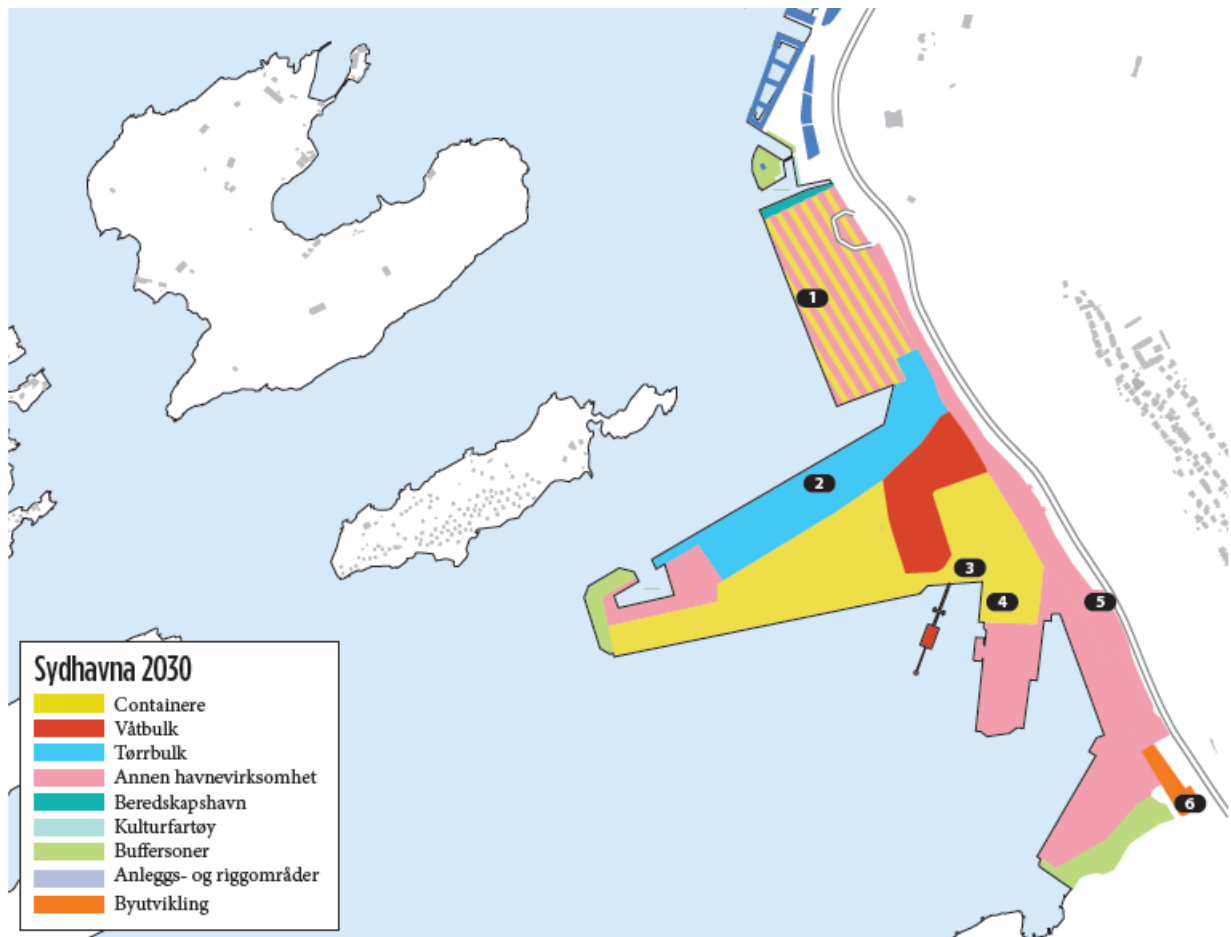 1
2
3
4
5
6
Sydhavna 2030
Containere
Våtbulk
Tørrbulk
Annen havnevirksomhet
Beredskapshavn
Kulturfartøy
Buffersoner
Anleggs- og riggområder
Byutvikling